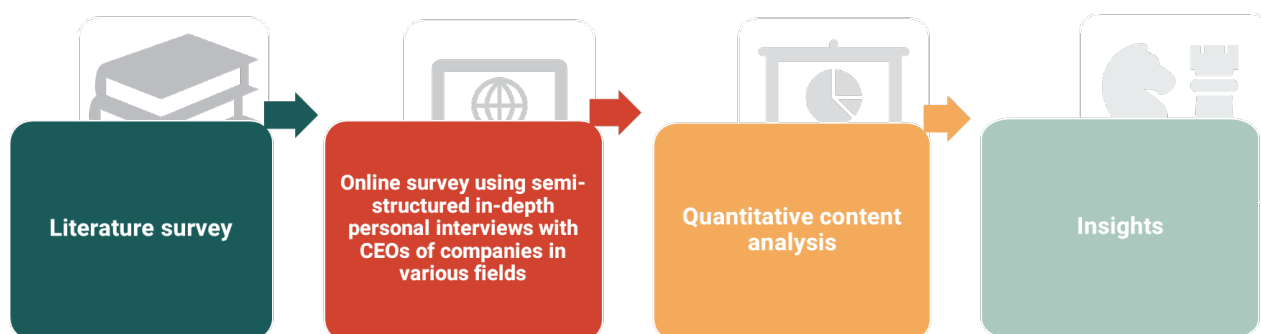 Literature survey
Online survey using semi-
structured in-depth
personal interviews with
CEOs of companies in
various fields
Quantitative content
analysis
Insights